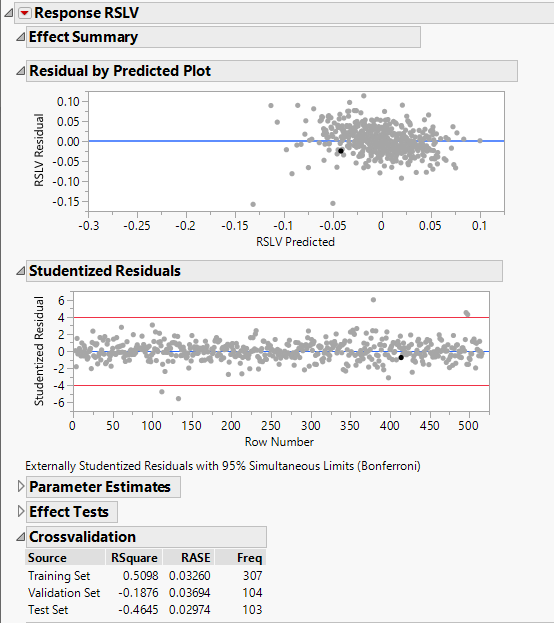 Response RSLV
Effect Summary
Residual by Predicted Plot
RSLV Residual
0.10
0.05
0.00
-0.05
-0.10
-0.15
-0.3 -0.25 -0.2 -0.15 -0.1 -0.05 0 0.05 0.1
RSLV Predicted
Studentized Residuals
Studentized Residual
6
4
2
0
-2
-4
-6
0 50 100 150 200 250 300 350 400 450 500
Row Number
Externally Studentized Residuals with 95% Simultaneous Limits (Bonferroni)
Parameter Estimates
Effect Tests
Crossvalidation
Source RSquare RASE Freq
Training Set 0.5098 0.03260 307
Validation Set -0.1876 0.03694 104
Test Set -0.4645 0.02974 103